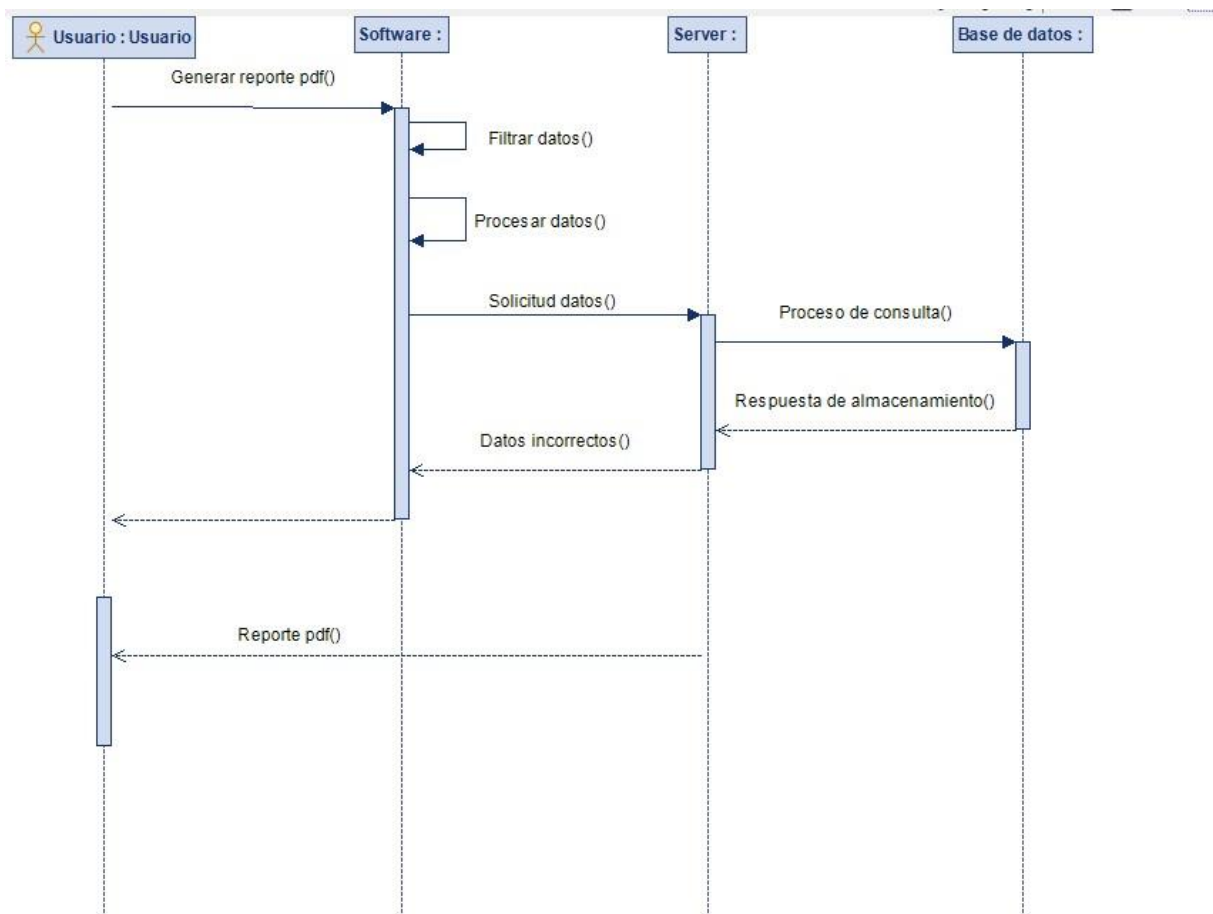 Usuario : Usuario
Software :
Server :
Base de datos :
Generar reporte pdf()
Filtrar datos()
Procesar datos()
Solicitud datos()
Proceso de consulta()
Respuesta de almacenamiento()
Datos incorrectos()
Reporte pdf()